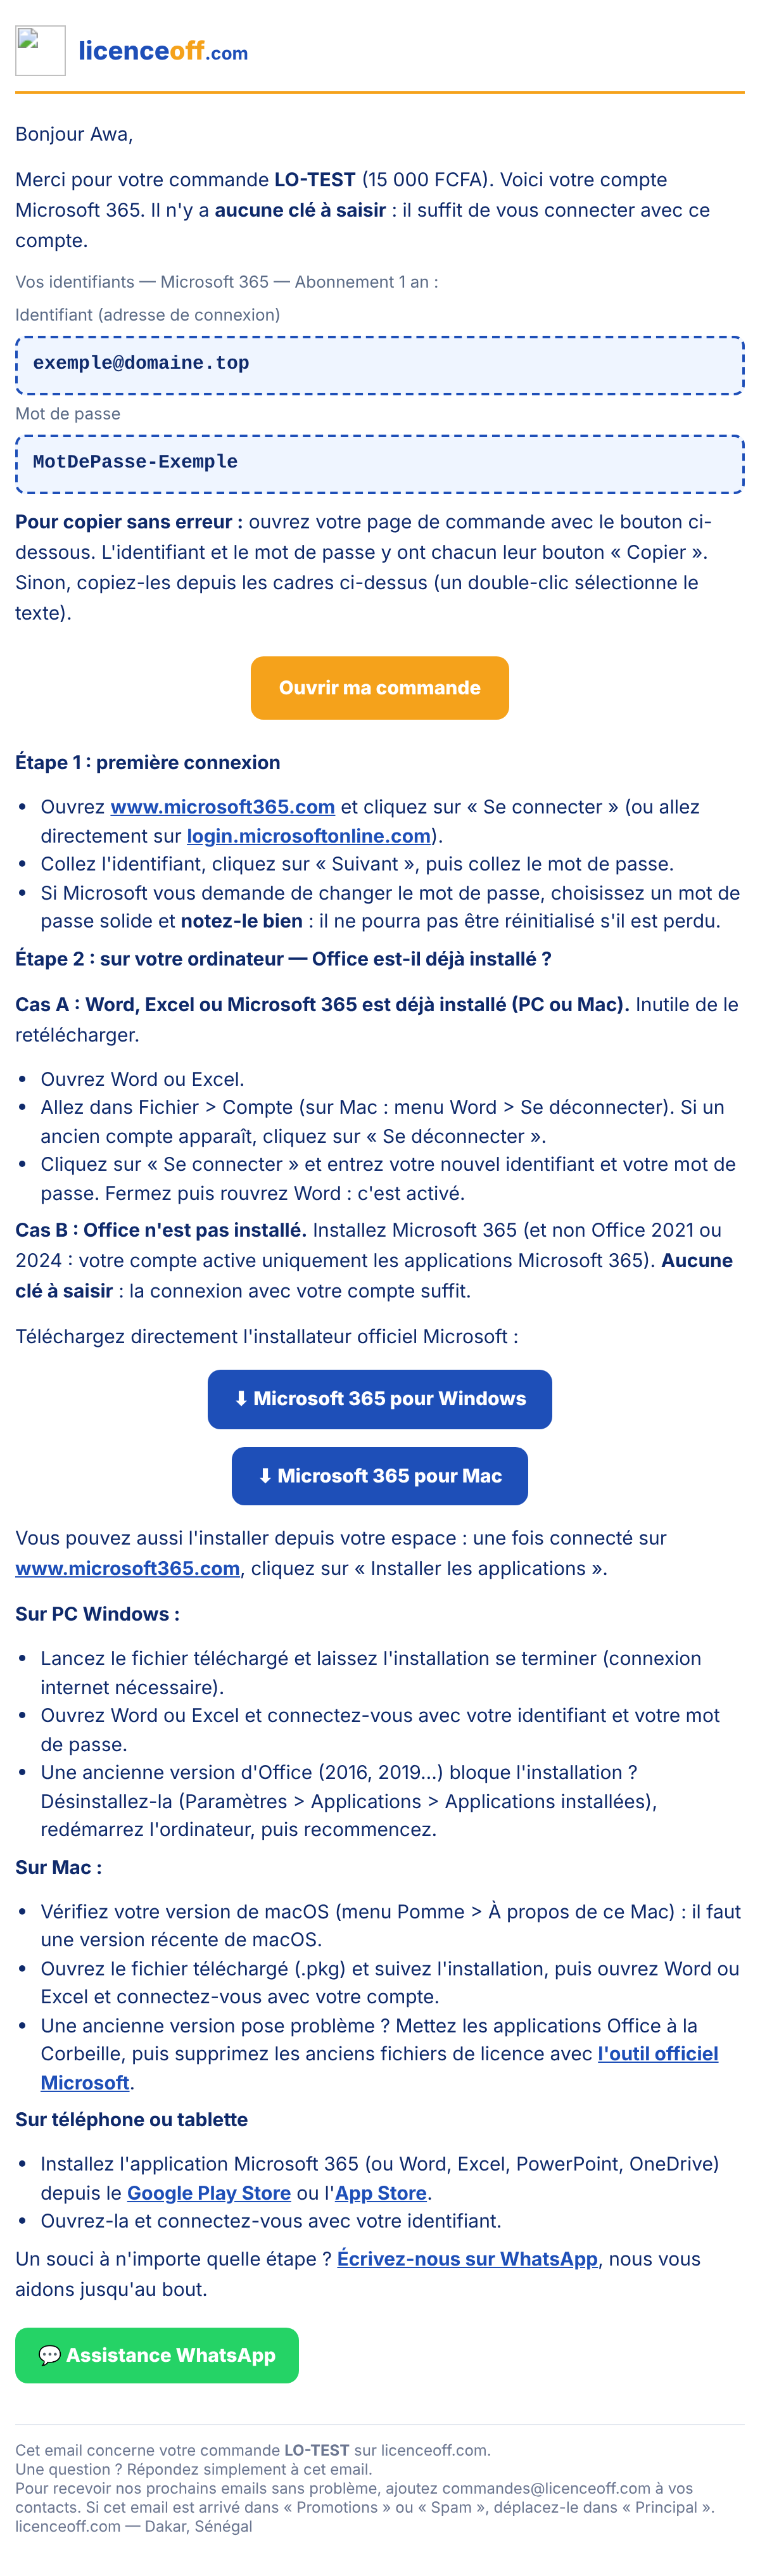 licenceoff.com
Bonjour Awa,
Merci pour votre commande LO-TEST (15 000 FCFA). Voici votre compte
Microsoft 365. Il n'y a aucune clé à saisir : il suffit de vous connecter avec ce
compte.
Vos identifiants — Microsoft 365 — Abonnement 1 an :
Identifiant (adresse de connexion)
exemple@domaine.top
Mot de passe
MotDePasse-Exemple
Pour copier sans erreur : ouvrez votre page de commande avec le bouton ci-
dessous. L'identifiant et le mot de passe y ont chacun leur bouton « Copier ».
Sinon, copiez-les depuis les cadres ci-dessus (un double-clic sélectionne le
texte).
Ouvrir ma commande
Étape 1 : première connexion
• Ouvrez www.microsoft365.com et cliquez sur « Se connecter » (ou allez
directement sur login.microsoftonline.com).
• Collez l'identifiant, cliquez sur « Suivant », puis collez le mot de passe.
• Si Microsoft vous demande de changer le mot de passe, choisissez un mot de
passe solide et notez-le bien : il ne pourra pas être réinitialisé s'il est perdu.
Étape 2 : sur votre ordinateur — Office est-il déjà installé ?
Cas A : Word, Excel ou Microsoft 365 est déjà installé (PC ou Mac). Inutile de le
retélécharger.
• Ouvrez Word ou Excel.
• Allez dans Fichier > Compte (sur Mac : menu Word > Se déconnecter). Si un
ancien compte apparaît, cliquez sur « Se déconnecter ».
• Cliquez sur « Se connecter » et entrez votre nouvel identifiant et votre mot de
passe. Fermez puis rouvrez Word : c'est activé.
Cas B : Office n'est pas installé. Installez Microsoft 365 (et non Office 2021 ou
2024 : votre compte active uniquement les applications Microsoft 365). Aucune
clé à saisir : la connexion avec votre compte suffit.
Téléchargez directement l'installateur officiel Microsoft :
⬇ Microsoft 365 pour Windows
⬇ Microsoft 365 pour Mac
Vous pouvez aussi l'installer depuis votre espace : une fois connecté sur
www.microsoft365.com, cliquez sur « Installer les applications ».
Sur PC Windows :
• Lancez le fichier téléchargé et laissez l'installation se terminer (connexion
internet nécessaire).
• Ouvrez Word ou Excel et connectez-vous avec votre identifiant et votre mot
de passe.
• Une ancienne version d'Office (2016, 2019…) bloque l'installation ?
Désinstallez-la (Paramètres > Applications > Applications installées),
redémarrez l'ordinateur, puis recommencez.
Sur Mac :
• Vérifiez votre version de macOS (menu Pomme > À propos de ce Mac) : il faut
une version récente de macOS.
• Ouvrez le fichier téléchargé (.pkg) et suivez l'installation, puis ouvrez Word ou
Excel et connectez-vous avec votre compte.
• Une ancienne version pose problème ? Mettez les applications Office à la
Corbeille, puis supprimez les anciens fichiers de licence avec l'outil officiel
Microsoft.
Sur téléphone ou tablette
• Installez l'application Microsoft 365 (ou Word, Excel, PowerPoint, OneDrive)
depuis le Google Play Store ou l'App Store.
• Ouvrez-la et connectez-vous avec votre identifiant.
Un souci à n'importe quelle étape ? Écrivez-nous sur WhatsApp, nous vous
aidons jusqu'au bout.
💬 Assistance WhatsApp
Cet email concerne votre commande LO-TEST sur licenceoff.com.
Une question ? Répondez simplement à cet email.
Pour recevoir nos prochains emails sans problème, ajoutez commandes@licenceoff.com à vos
contacts. Si cet email est arrivé dans « Promotions » ou « Spam », déplacez-le dans « Principal ».
licenceoff.com — Dakar, Sénégal